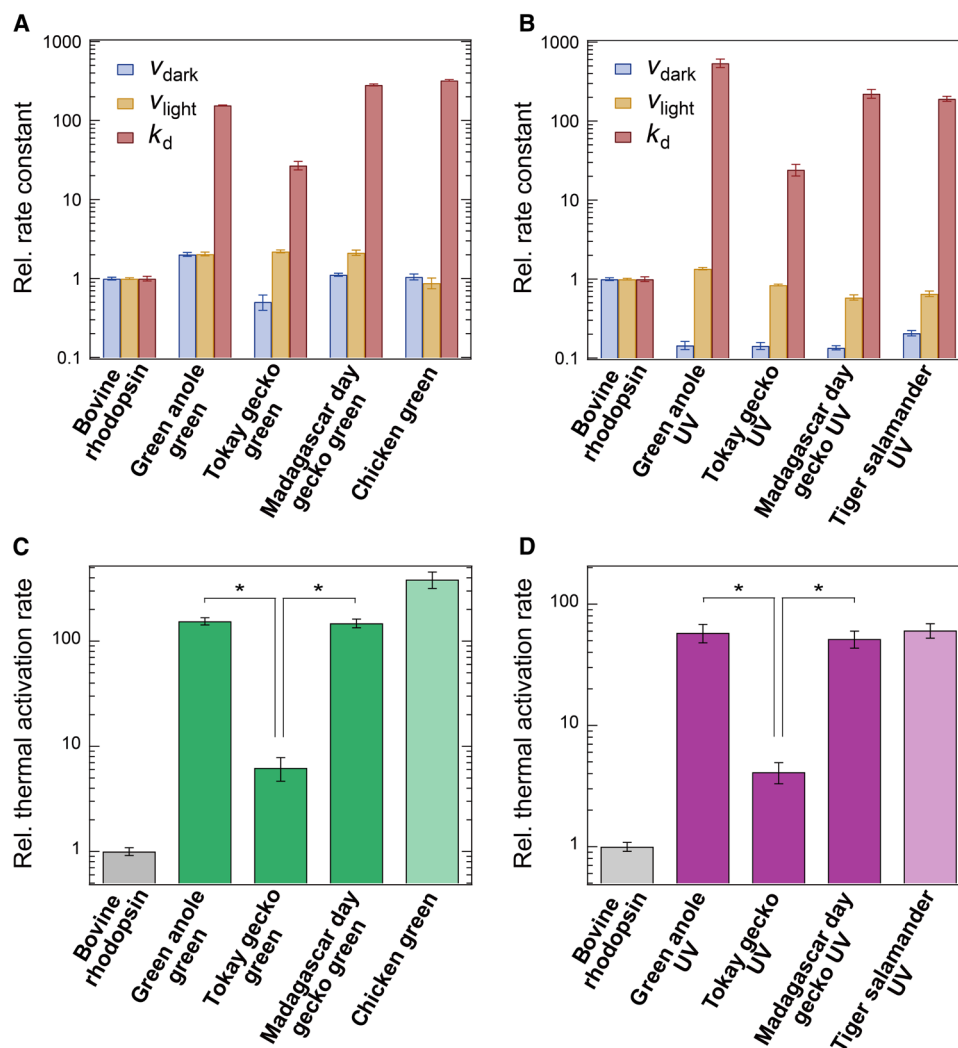 A
Rel. rate constant
1000
100
10
1
0.1
v_dark
v_light
k_d
Bovine
rhodopsin
Green anole
green
Tokay gecko
green
Madagascar day
gecko green
Chicken green
B
Rel. rate constant
1000
100
10
1
0.1
v_dark
v_light
k_d
Bovine
rhodopsin
Green anole
UV
Tokay gecko
UV
Madagascar day
gecko UV
Tiger salamander
UV
C
Rel. thermal activation rate
100
10
1
* *
Bovine
rhodopsin
Green anole
green
Tokay gecko
green
Madagascar day
gecko green
Chicken green
D
Rel. thermal activation rate
100
10
1
* *
Bovine
rhodopsin
Green anole
UV
Tokay gecko
UV
Madagascar day
gecko UV
Tiger salamander
UV